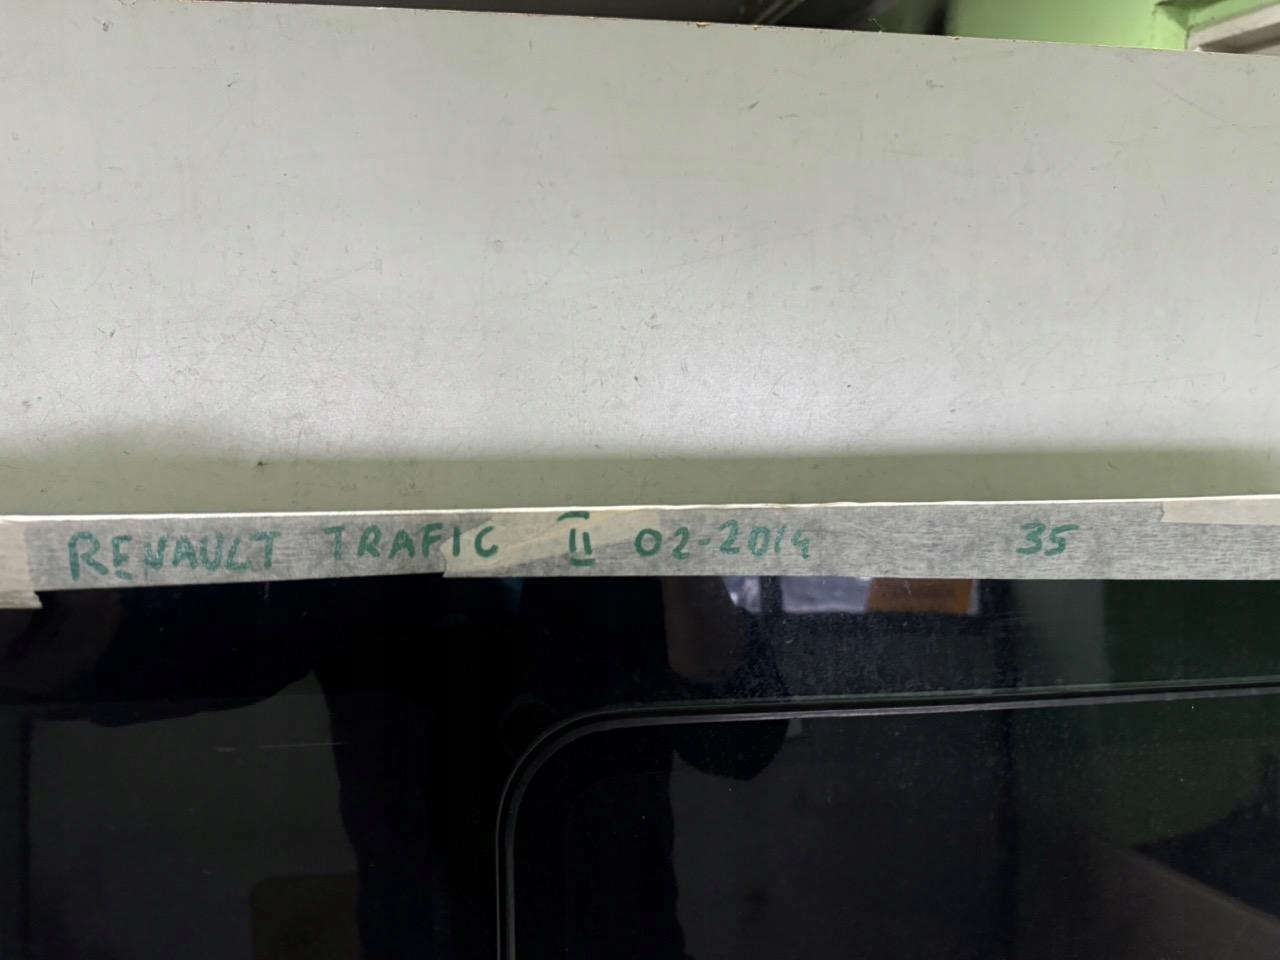 RENAULT TRAFIC II 02-2014 35